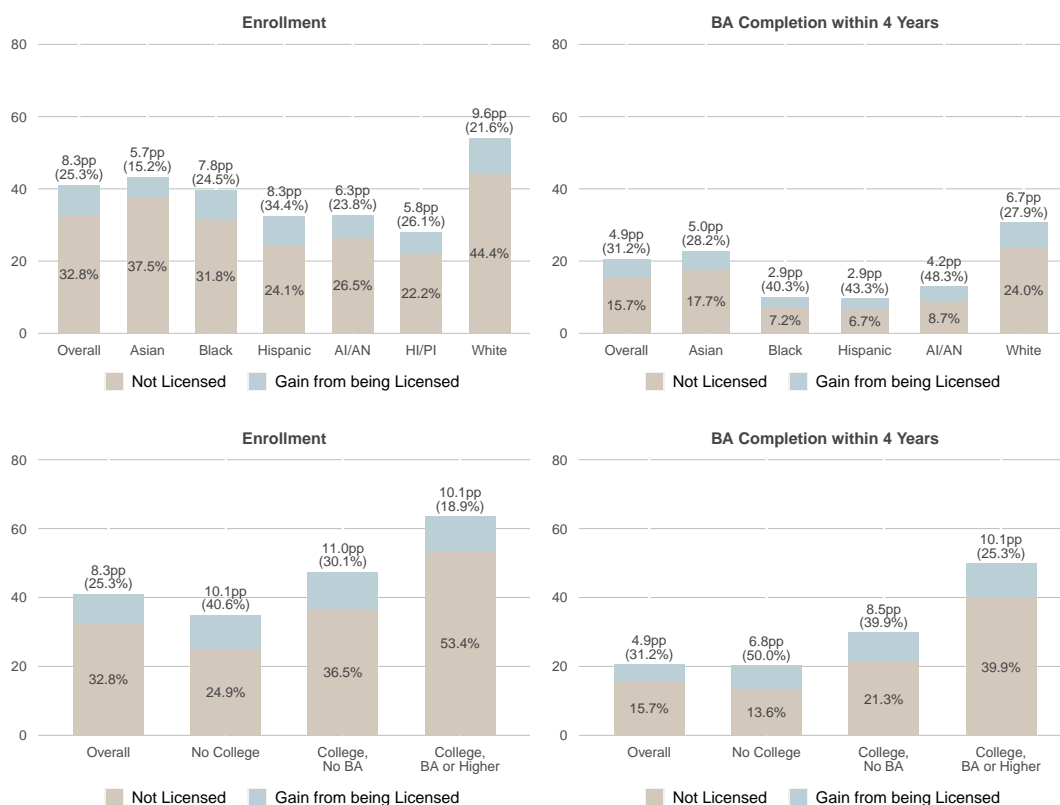 Enrollment
80
60
40
20
0
8.3pp
(25.3%)
32.8%
5.7pp
(15.2%)
37.5%
7.8pp
(24.5%)
31.8%
8.3pp
(34.4%)
24.1%
6.3pp
(23.8%)
26.5%
5.8pp
(26.1%)
22.2%
9.6pp
(21.6%)
44.4%
Overall Asian Black Hispanic AI/AN HI/PI White
Not Licensed Gain from being Licensed
BA Completion within 4 Years
80
60
40
20
0
4.9pp
(31.2%)
15.7%
5.0pp
(28.2%)
17.7%
2.9pp
(40.3%)
7.2%
2.9pp
(43.3%)
6.7%
4.2pp
(48.3%)
8.7%
6.7pp
(27.9%)
24.0%
Overall Asian Black Hispanic AI/AN White
Not Licensed Gain from being Licensed
Enrollment
80
60
40
20
0
8.3pp
(25.3%)
32.8%
10.1pp
(40.6%)
24.9%
11.0pp
(30.1%)
36.5%
10.1pp
(18.9%)
53.4%
Overall No College College, College,
No BA BA or Higher
Not Licensed Gain from being Licensed
BA Completion within 4 Years
80
60
40
20
0
4.9pp
(31.2%)
15.7%
6.8pp
(50.0%)
13.6%
8.5pp
(39.9%)
21.3%
10.1pp
(25.3%)
39.9%
Overall No College College, College,
No BA BA or Higher
Not Licensed Gain from being Licensed